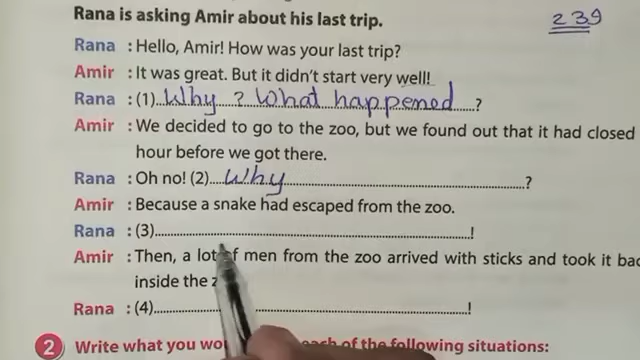 Rana is asking Amir about his last trip.
239
Rana : Hello, Amir! How was your last trip?
Amir : It was great. But it didn't start very well!
Rana : (1) Why ? What happened ?
Amir : We decided to go to the zoo, but we found out that it had closed
hour before we got there.
Rana : Oh no! (2) Why ?
Amir : Because a snake had escaped from the zoo.
Rana : (3) !
Amir : Then, a lot of men from the zoo arrived with sticks and took it
inside the
Rana : (4) !
2 Write what you of the following situations: